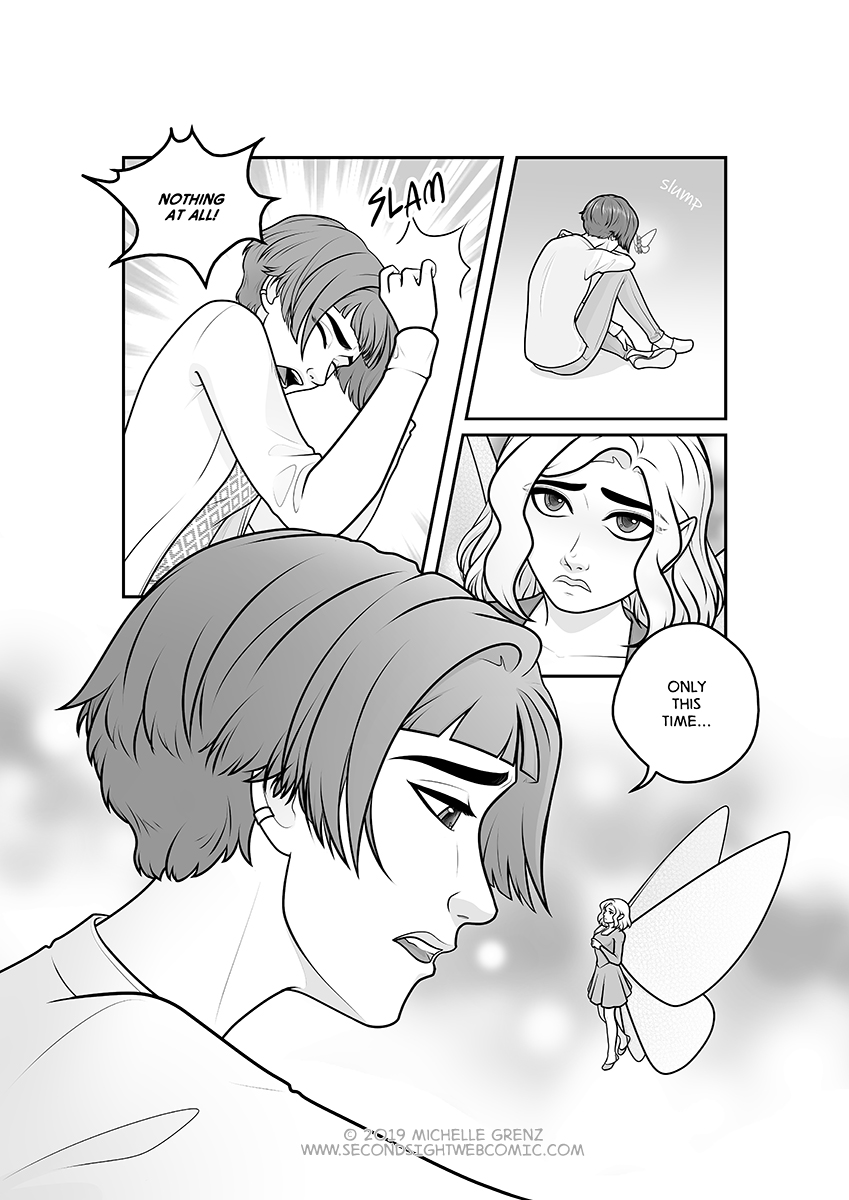 NOTHING
AT ALL!
SLAM
slump
ONLY
THIS
TIME...
© 2019 MICHELLE GRENZ
WWW.SECONDSIGHTWEBCOMIC.COM